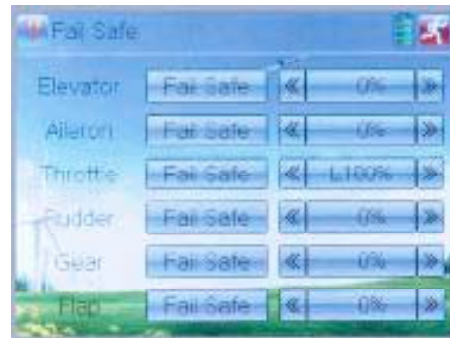 Fail Safe
Elevator Fail Safe « 0% »
Aileron Fail Safe « 0% »
Throttle Fail Safe « L100% »
Rudder Fail Safe « 0% »
Gear Fail Safe « 0% »
Flap Fail Safe « 0% »